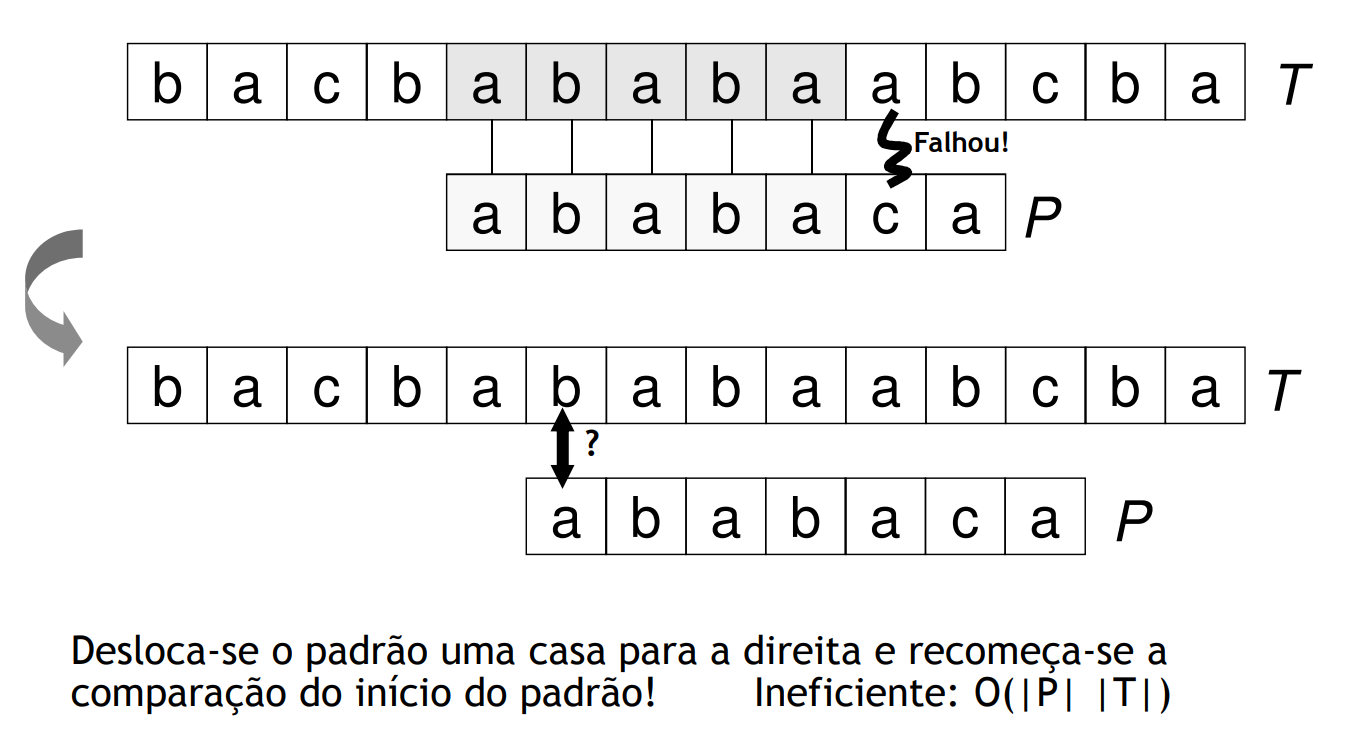 b a c b a b a b a a b c b a T
Falhou!
a b a b a c a P
b a c b a b a b a a b c b a T
?
a b a b a c a P
Desloca-se o padrão uma casa para a direita e recomeça-se a
comparação do início do padrão! Ineficiente: O(|P| |T|)